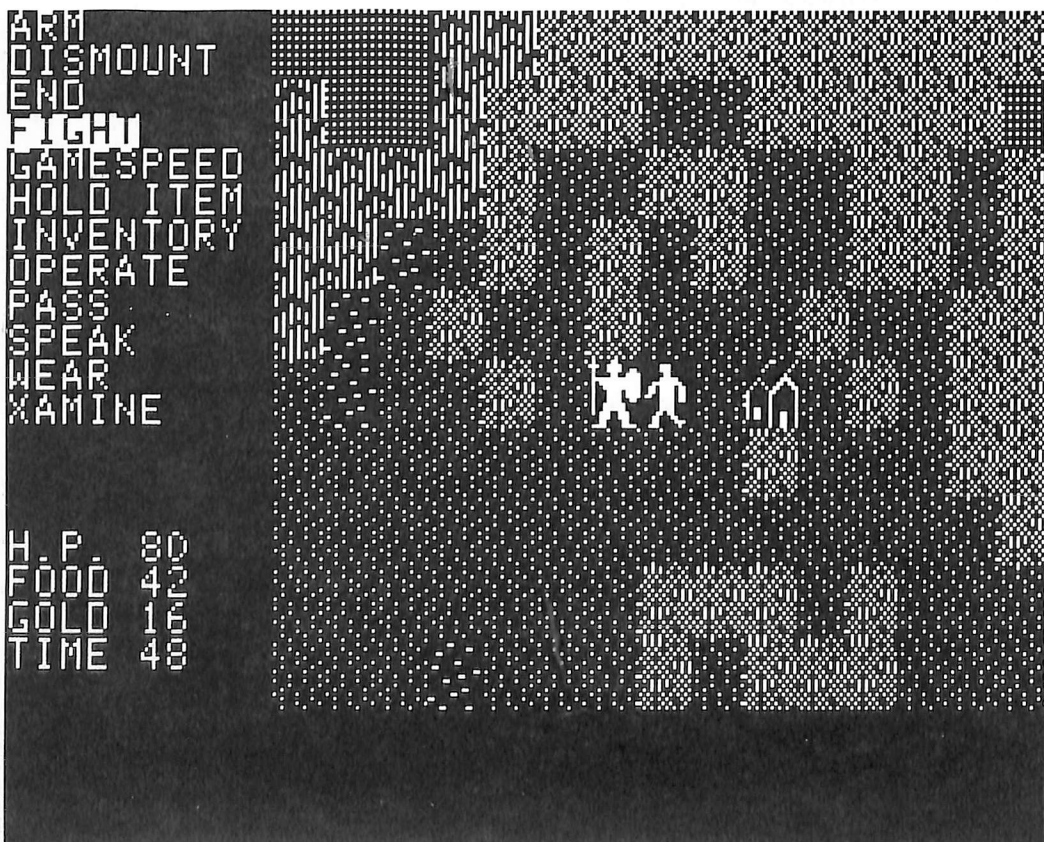 ARM
DISMOUNT
END
FIGHT
GAMESPEED
HOLD ITEM
INVENTORY
OPERATE
PASS
SPEAK
WEAR
XAMINE
H.P. 80
FOOD 42
GOLD 16
TIME 48